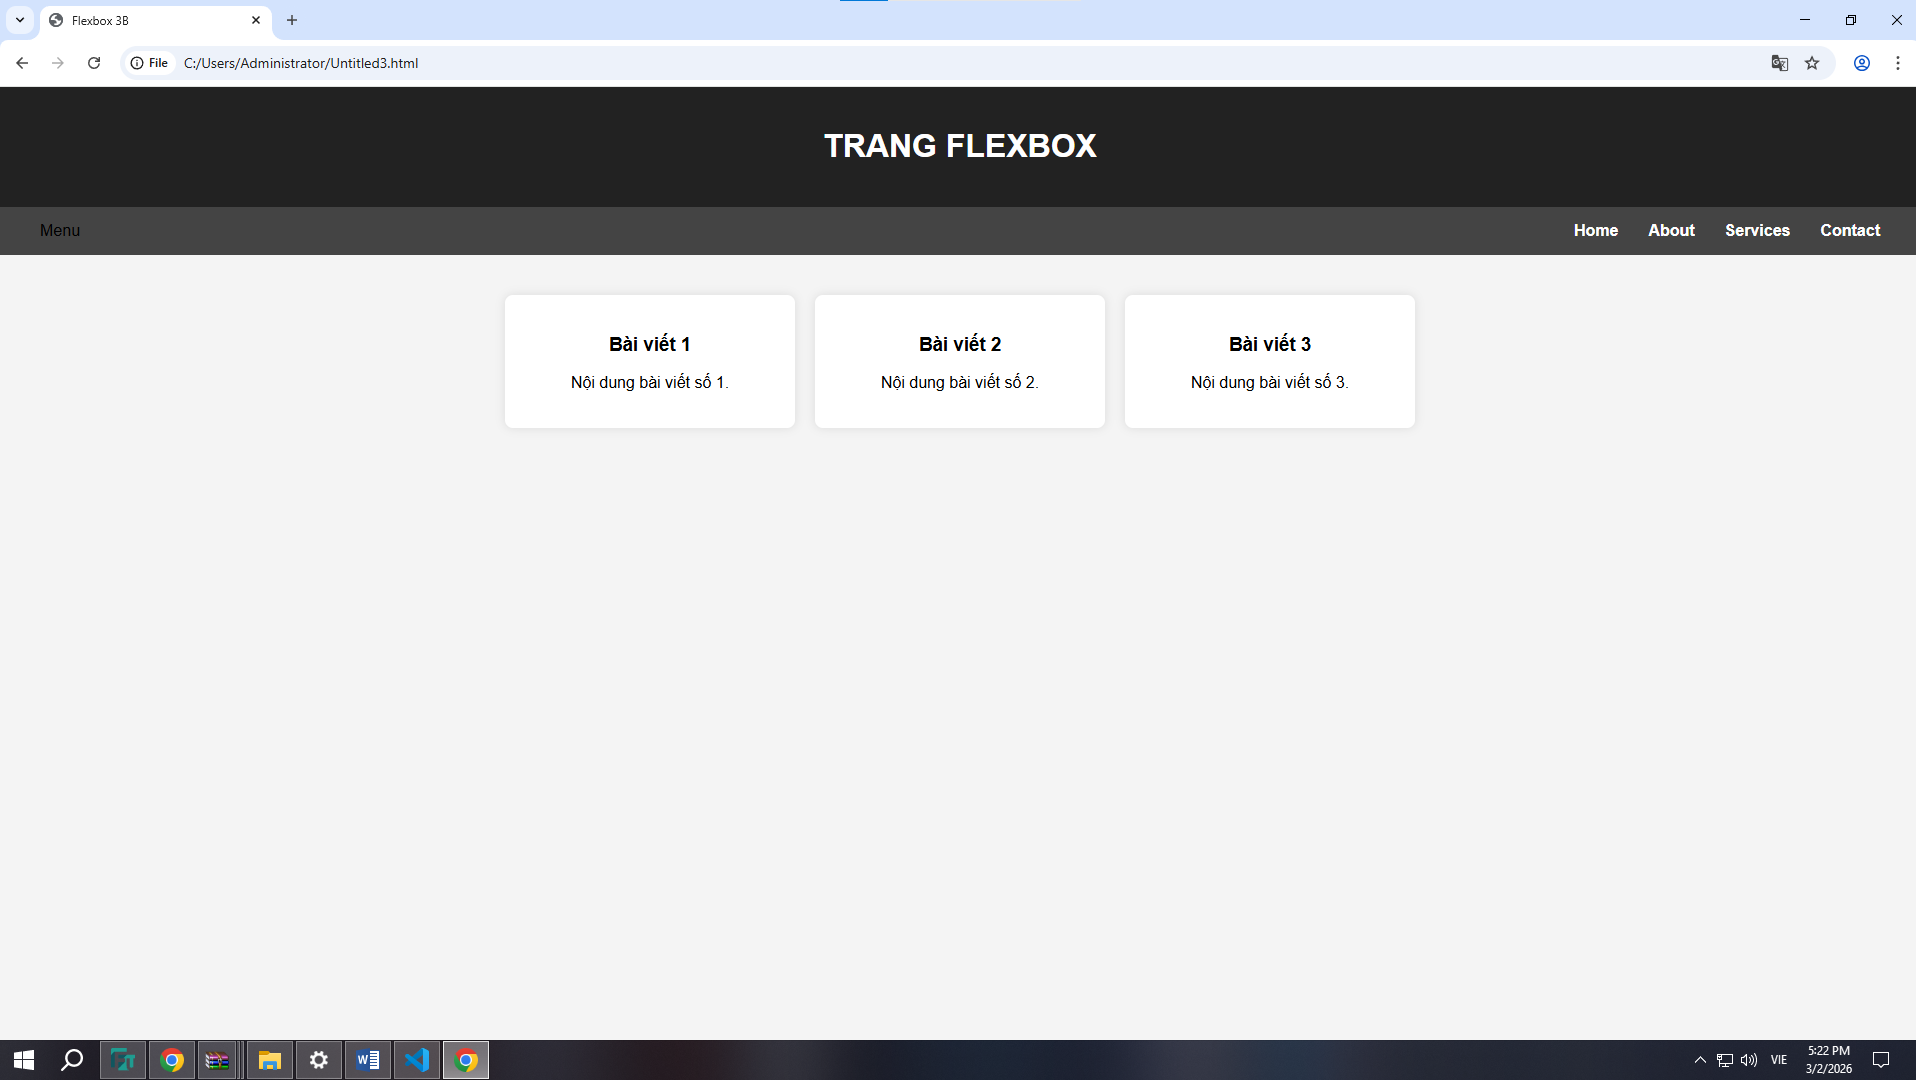 Flexbox 3B
File C:/Users/Administrator/Untitled3.html
TRANG FLEXBOX
Menu Home About Services Contact
Bài viết 1
Nội dung bài viết số 1.
Bài viết 2
Nội dung bài viết số 2.
Bài viết 3
Nội dung bài viết số 3.
VIE
5:22 PM
3/2/2026